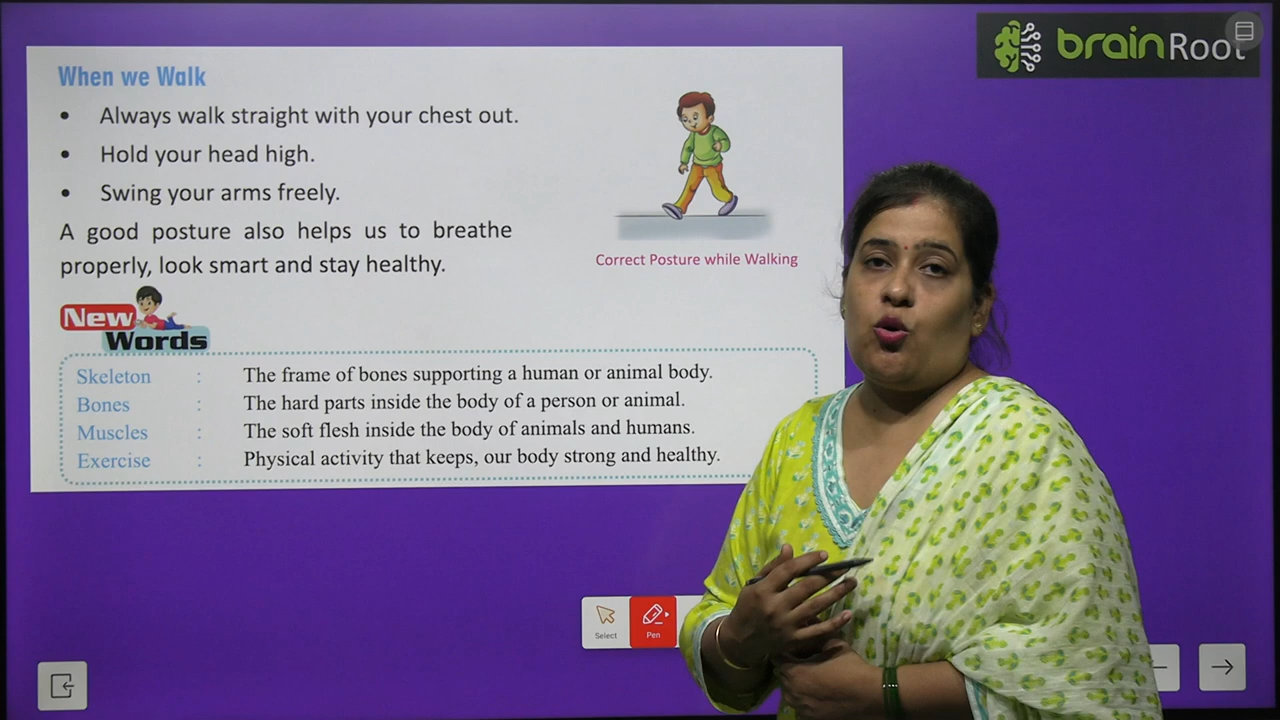 brainRoot
When we Walk
• Always walk straight with your chest out.
• Hold your head high.
• Swing your arms freely.
A good posture also helps us to breathe
properly, look smart and stay healthy.
Correct Posture while Walking
New
Words
Skeleton : The frame of bones supporting a human or animal body.
Bones : The hard parts inside the body of a person or animal.
Muscles : The soft flesh inside the body of animals and humans.
Exercise : Physical activity that keeps, our body strong and healthy.
Select
Pen